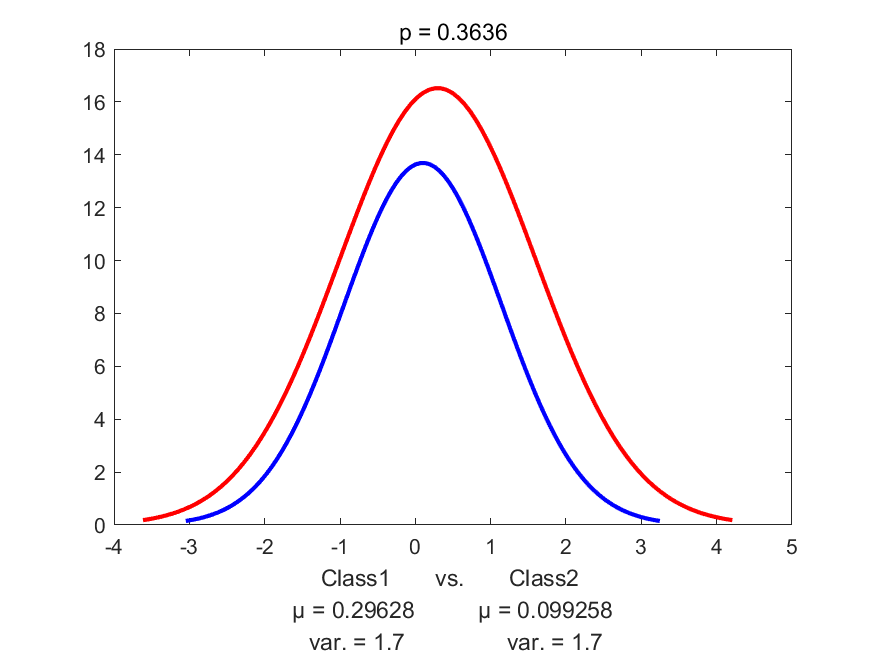 p = 0.3636
18
16
14
12
10
8
6
4
2
0
-4 -3 -2 -1 0 1 2 3 4 5
Class1 vs. Class2
μ = 0.29628 μ = 0.099258
var. = 1.7 var. = 1.7